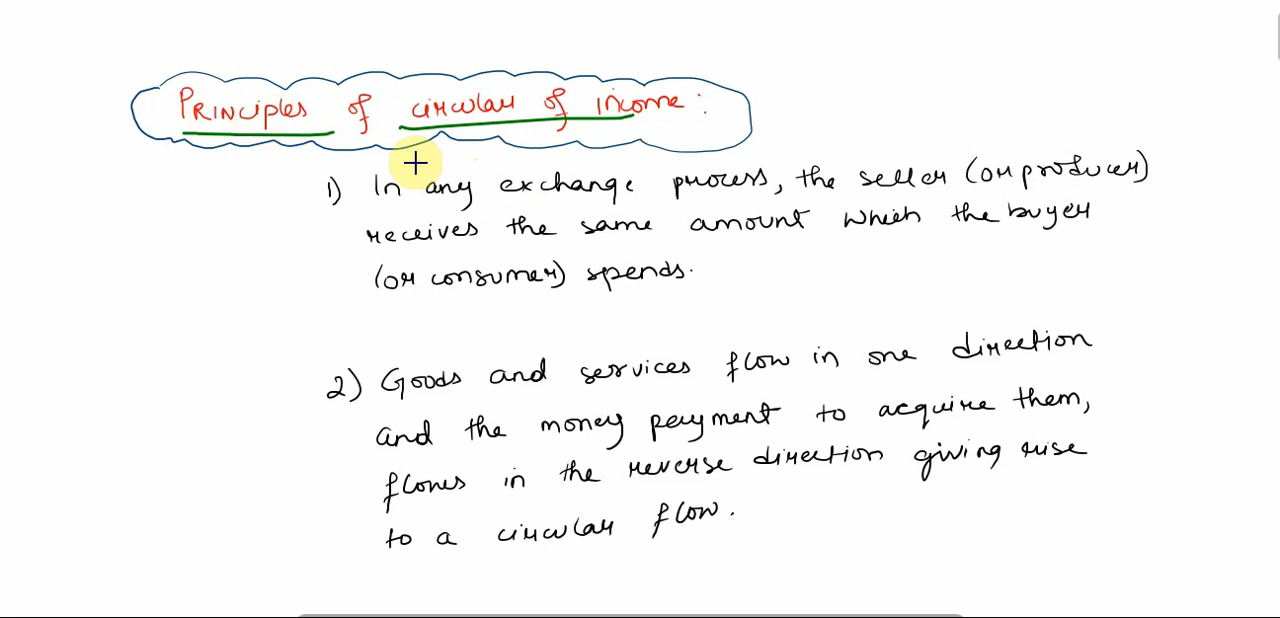 PRINCIPLES of circular of income:
1) In any exchange process, the seller (or producer)
receives the same amount which the buyer
(or consumer) spends.
2) Goods and services flow in one direction
and the money payment to acquire them,
flows in the reverse direction giving rise
to a circular flow.